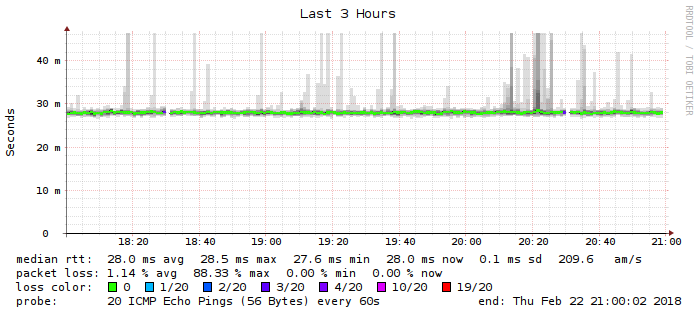 Last 3 Hours
RRDTOOL / TOBI OETIKER
Seconds
40 m
30 m
20 m
10 m
0
18:20 18:40 19:00 19:20 19:40 20:00 20:20 20:40 21:00
median rtt: 28.0 ms avg 28.5 ms max 27.6 ms min 28.0 ms now 0.1 ms sd 209.6 am/s
packet loss: 1.14 % avg 88.33 % max 0.00 % min 0.00 % now
loss color: 0 1/20 2/20 3/20 4/20 10/20 19/20
probe: 20 ICMP Echo Pings (56 Bytes) every 60s end: Thu Feb 22 21:00:02 2018